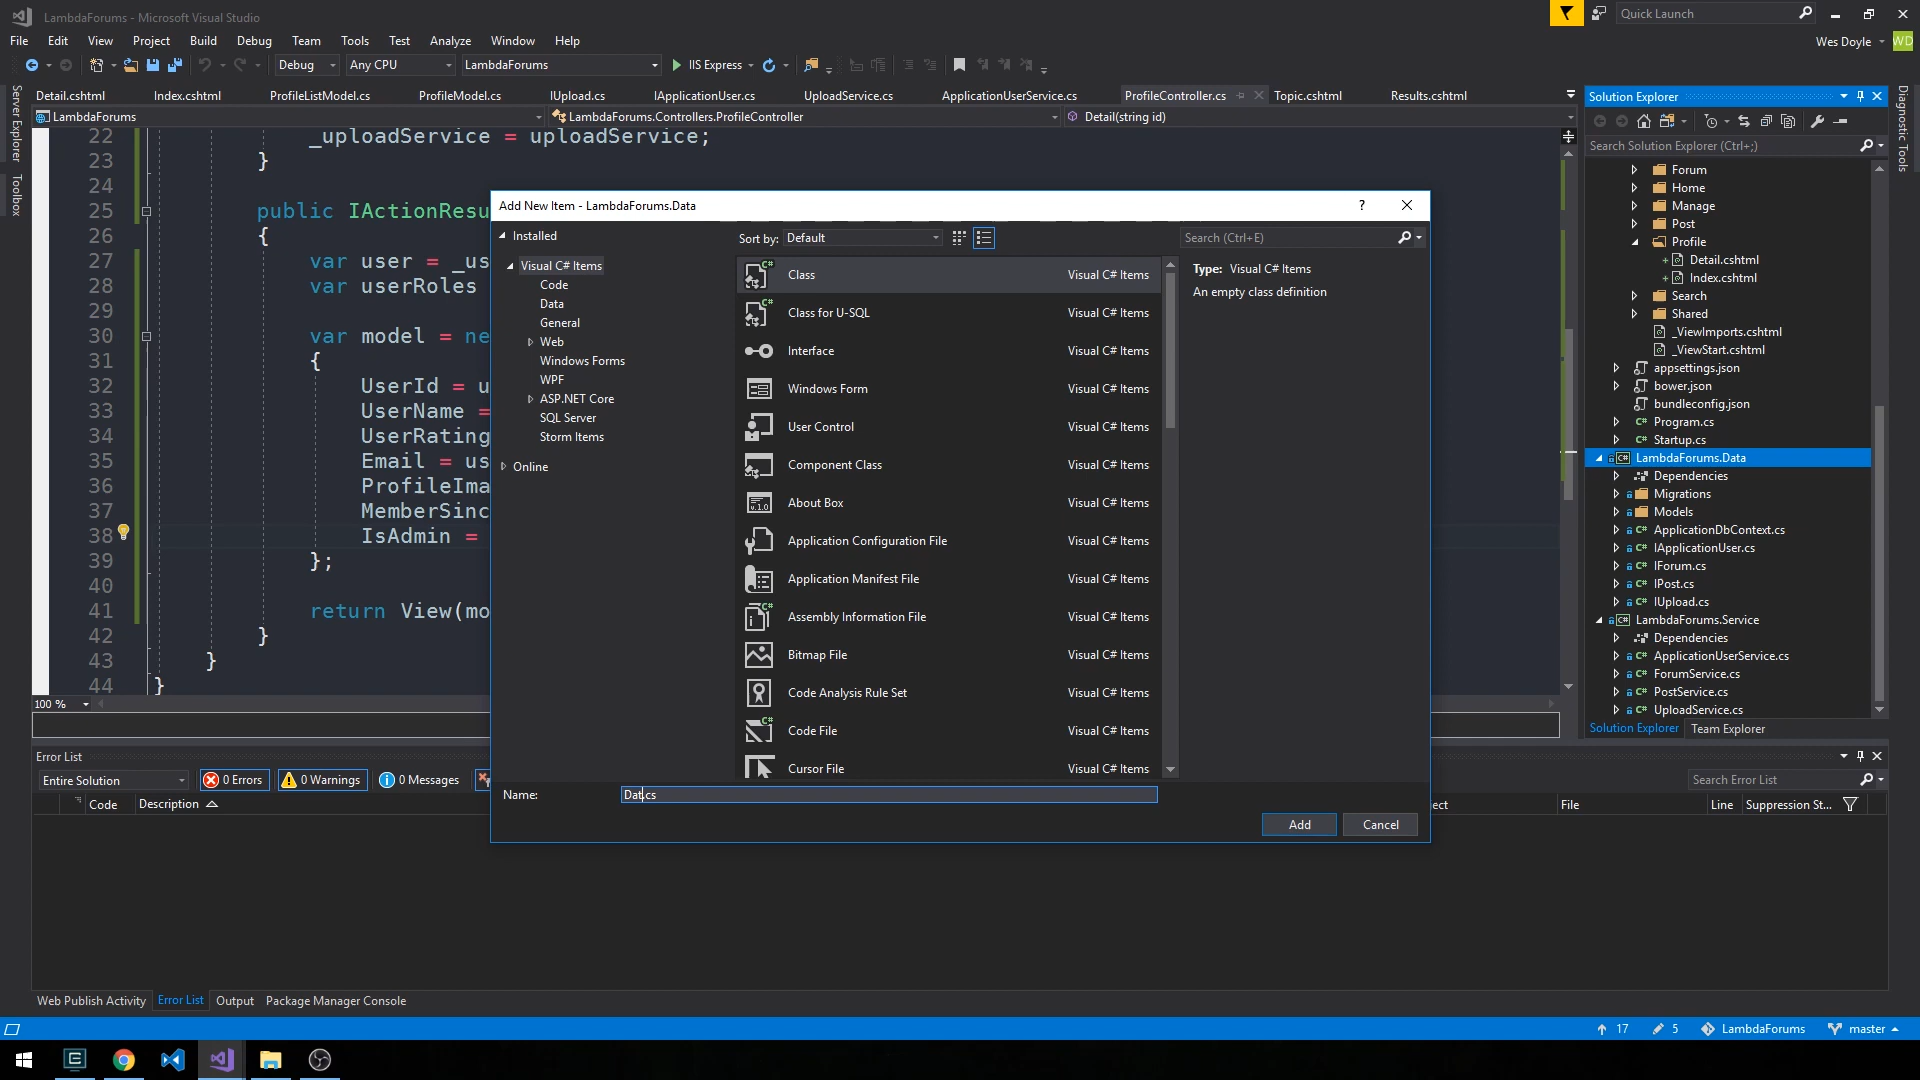 LambdaForums - Microsoft Visual Studio
Quick Launch
File Edit View Project Build Debug Team Tools Test Analyze Window Help
Wes Doyle WD
Debug Any CPU LambdaForums IIS Express
Server Explorer
Toolbox
Diagnostic Tools
Detail.cshtml Index.cshtml ProfileListModel.cs ProfileModel.cs IUpload.cs IApplicationUser.cs UploadService.cs ApplicationUserService.cs ProfileController.cs Topic.cshtml Results.cshtml
LambdaForums LambdaForums.Controllers.ProfileController Detail(string id)
22 _uploadService = uploadService;
23 }
24
25 public IActionResu
26 {
27 var user = _us
28 var userRoles
29
30 var model = ne
31 {
32 UserId = u
33 UserName =
34 UserRating
35 Email = us
36 ProfileIma
37 MemberSinc
38 IsAdmin =
39 };
40
41 return View(mo
42 }
43 }
44 }
100 %
Add New Item - LambdaForums.Data
?
Installed
Visual C# Items
Code
Data
General
Web
Windows Forms
WPF
ASP.NET Core
SQL Server
Storm Items
Online
Sort by: Default
Search (Ctrl+E)
Class Visual C# Items
Class for U-SQL Visual C# Items
Interface Visual C# Items
Windows Form Visual C# Items
User Control Visual C# Items
Component Class Visual C# Items
About Box Visual C# Items
Application Configuration File Visual C# Items
Application Manifest File Visual C# Items
Assembly Information File Visual C# Items
Bitmap File Visual C# Items
Code Analysis Rule Set Visual C# Items
Code File Visual C# Items
Cursor File Visual C# Items
Type: Visual C# Items
An empty class definition
Name: Dat.cs
Add Cancel
Solution Explorer
Search Solution Explorer (Ctrl+;)
Forum
Home
Manage
Post
Profile
Detail.cshtml
Index.cshtml
Search
Shared
_ViewImports.cshtml
_ViewStart.cshtml
appsettings.json
bower.json
bundleconfig.json
Program.cs
Startup.cs
LambdaForums.Data
Dependencies
Migrations
Models
ApplicationDbContext.cs
IApplicationUser.cs
IForum.cs
IPost.cs
IUpload.cs
LambdaForums.Service
Dependencies
ApplicationUserService.cs
ForumService.cs
PostService.cs
UploadService.cs
Solution Explorer Team Explorer
Error List
Entire Solution 0 Errors 0 Warnings 0 Messages
Search Error List
Code Description ect File Line Suppression St...
Web Publish Activity Error List Output Package Manager Console
17 5 LambdaForums master